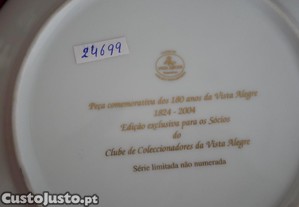 24699
Peça comemorativa dos 180 anos da Vista Alegre
1824 - 2004
Edição exclusiva para os Sócios
do
Clube de Coleccionadores da Vista Alegre
Série limitada não numerada
CustoJusto.pt